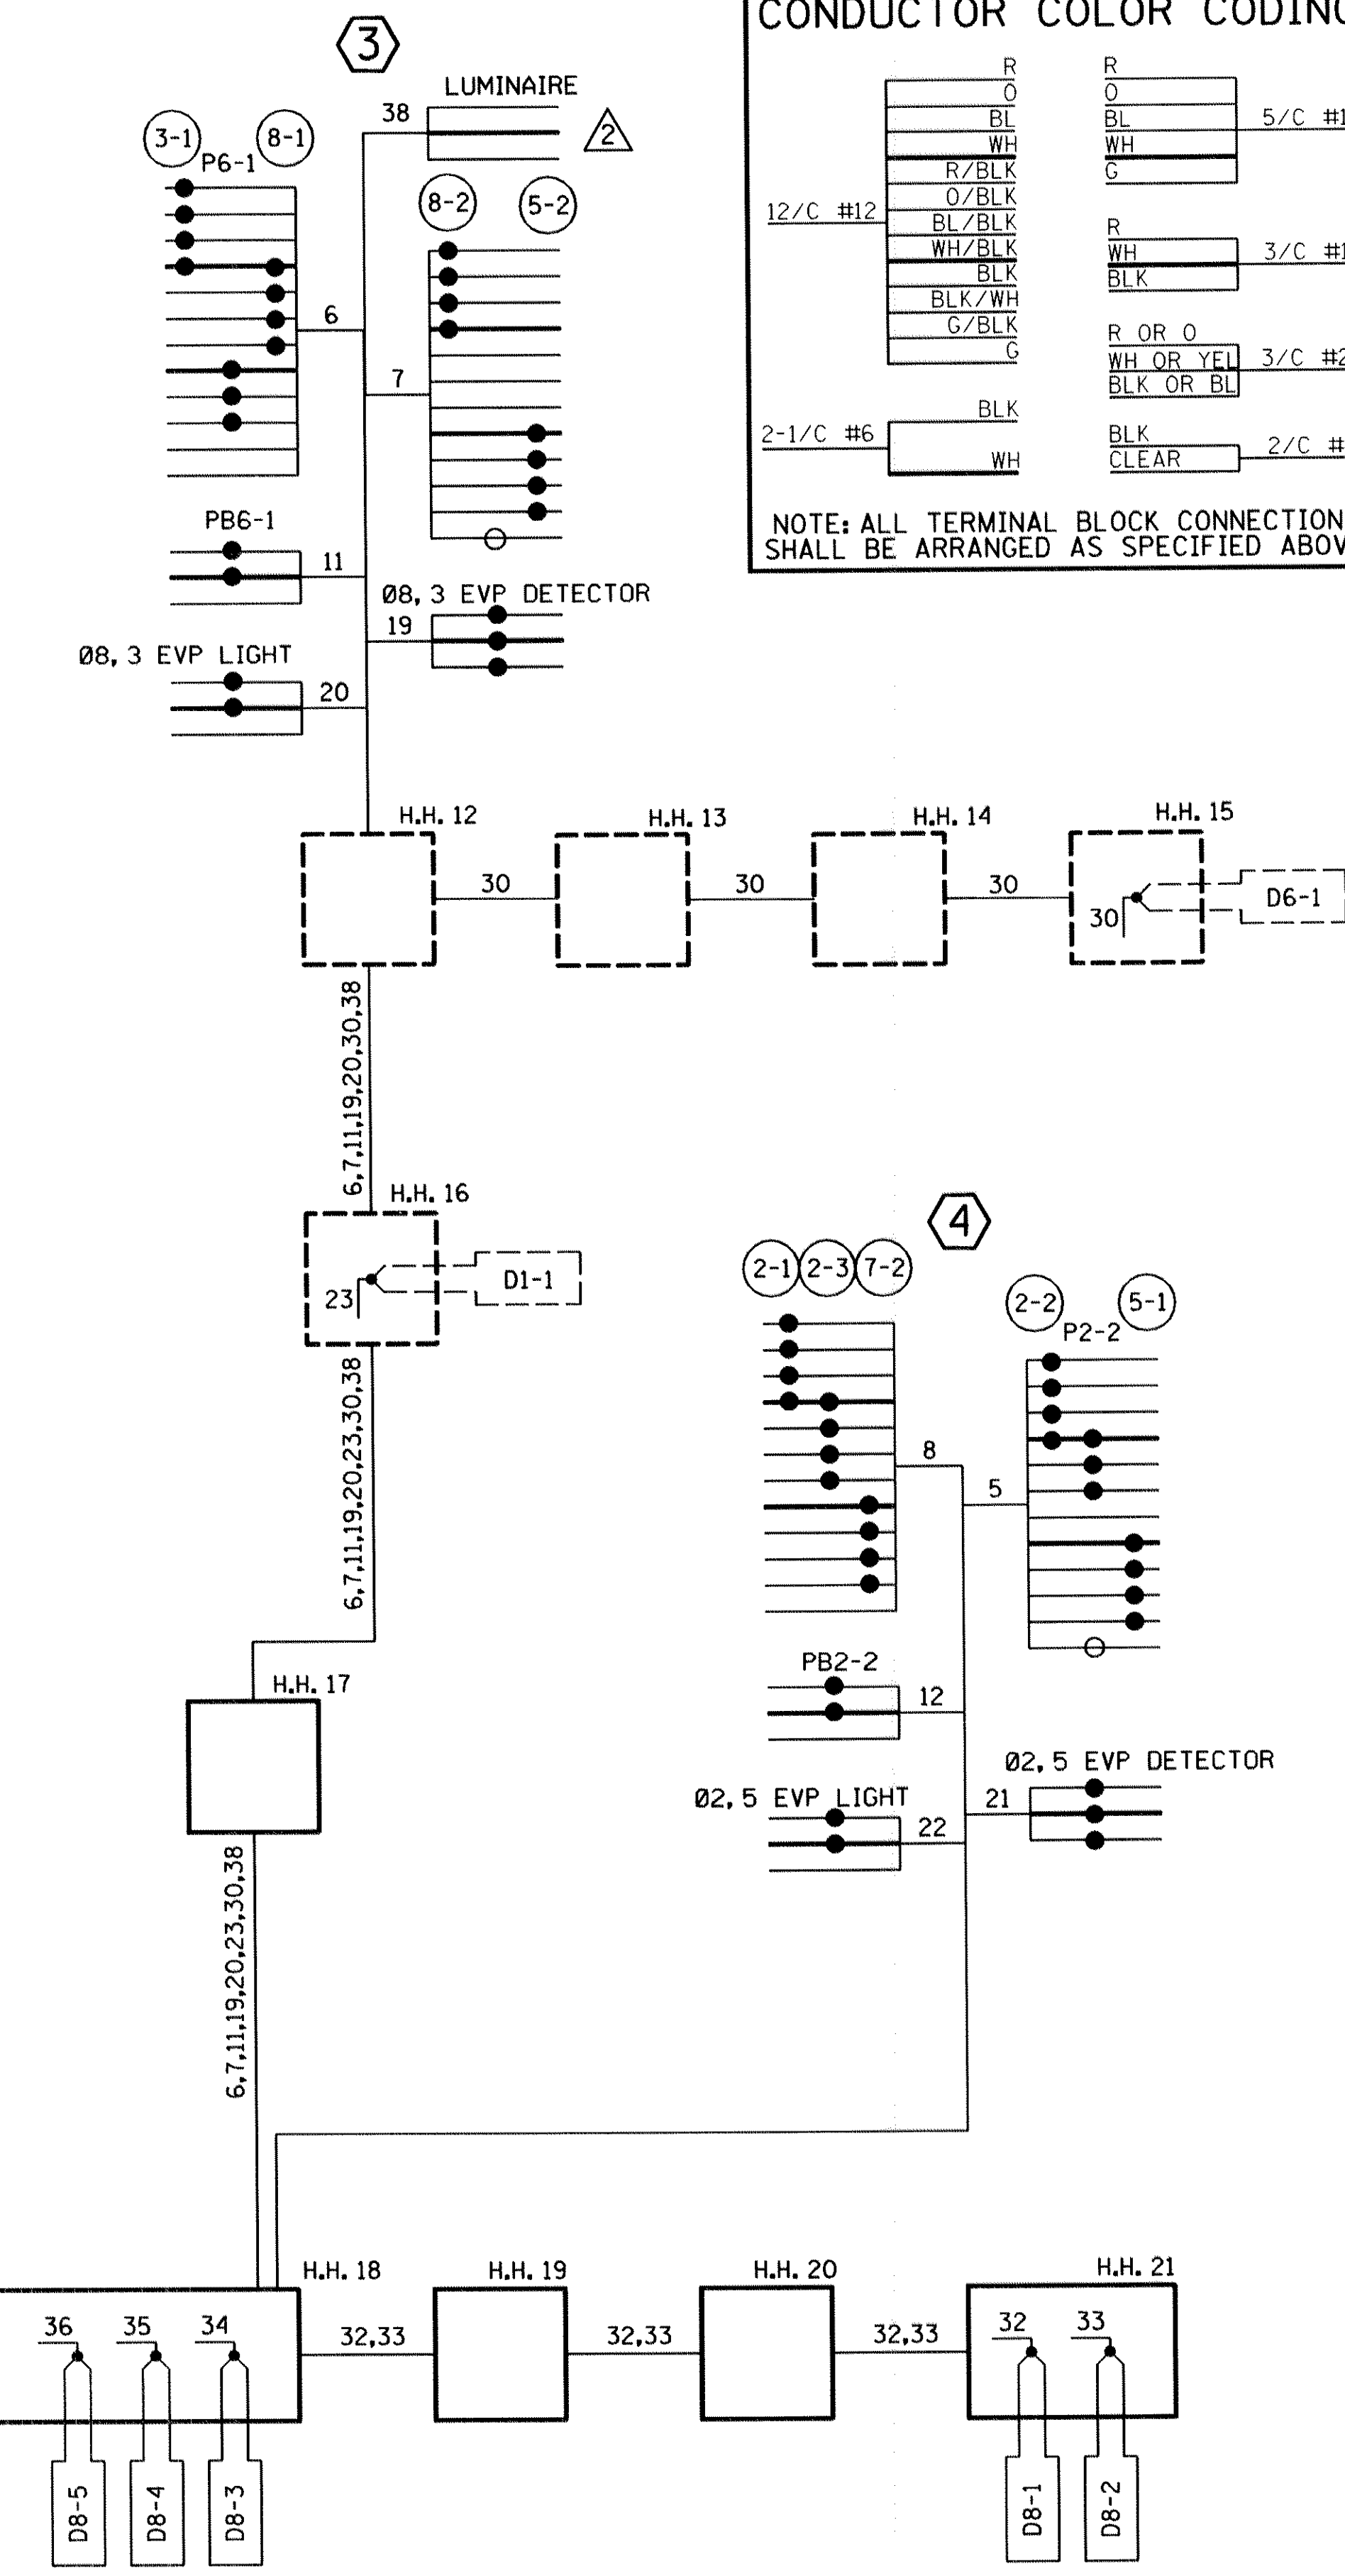 CONDUCTOR COLOR CODING
R
O
BL
WH
R/BLK
O/BLK
BL/BLK
WH/BLK
BLK
BLK/WH
G/BLK
G
12/C #12
R
O
BL
WH
G
5/C #1
R
WH
BLK
3/C #1
R OR O
WH OR YEL
BLK OR BL
3/C #2
BLK
WH
2-1/C #6
BLK
CLEAR
2/C #
NOTE: ALL TERMINAL BLOCK CONNECTION
SHALL BE ARRANGED AS SPECIFIED ABOV
3
LUMINAIRE
38
2
3-1
8-1
P6-1
8-2
5-2
6
7
PB6-1
11
Ø8,3 EVP DETECTOR
19
Ø8,3 EVP LIGHT
20
H.H. 12
H.H. 13
H.H. 14
H.H. 15
30
30
30
30
D6-1
6,7,11,19,20,30,38
H.H. 16
23
D1-1
6,7,11,19,20,23,30,38
H.H. 17
6,7,11,19,20,23,30,38
4
2-1
2-3
7-2
2-2
5-1
P2-2
8
5
PB2-2
12
Ø2,5 EVP DETECTOR
21
Ø2,5 EVP LIGHT
22
H.H. 18
H.H. 19
H.H. 20
H.H. 21
36
35
34
32,33
32,33
32,33
32
33
D8-5
D8-4
D8-3
D8-1
D8-2